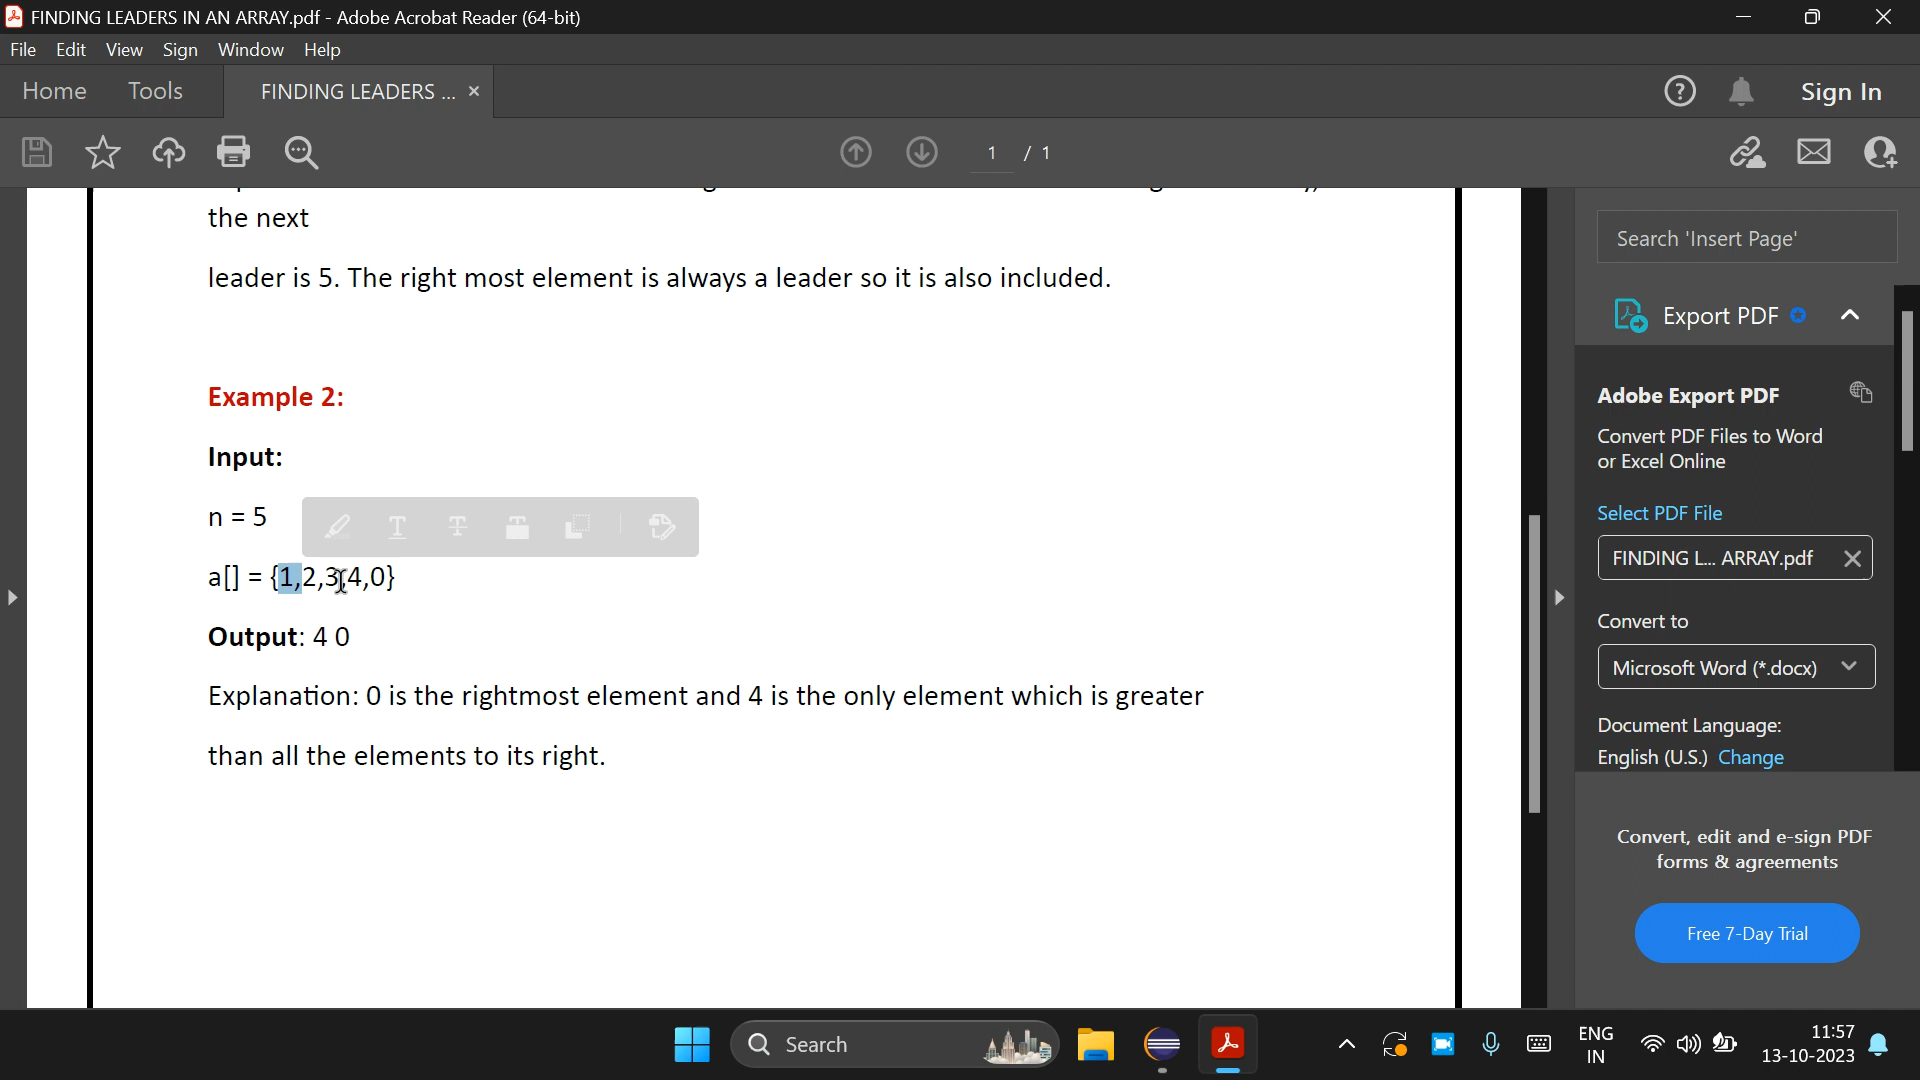 FINDING LEADERS IN AN ARRAY.pdf - Adobe Acrobat Reader (64-bit)
File Edit View Sign Window Help
Home Tools FINDING LEADERS ... × Sign In
1 / 1
the next
leader is 5. The right most element is always a leader so it is also included.
Example 2:
Input:
n = 5
a[] = {1,2,3,4,0}
Output: 4 0
Explanation: 0 is the rightmost element and 4 is the only element which is greater
than all the elements to its right.
Search 'Insert Page'
Export PDF
Adobe Export PDF
Convert PDF Files to Word
or Excel Online
Select PDF File
FINDING L... ARRAY.pdf
Convert to
Microsoft Word (*.docx)
Document Language:
English (U.S.) Change
Convert, edit and e-sign PDF
forms & agreements
Free 7-Day Trial
Search
ENG
IN
11:57
13-10-2023